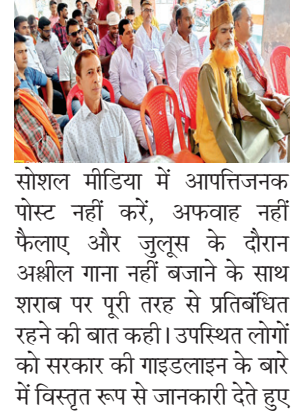 सोशल मीडिया में आपत्तिजनक
पोस्ट नहीं करें, अफवाह नहीं
फैलाए और जुलूस के दौरान
अश्लील गाना नहीं बजाने के साथ
शराब पर पूरी तरह से प्रतिबंधित
रहने की बात कही। उपस्थित लोगों
को सरकार की गाइडलाइन के बारे
में विस्तृत रूप से जानकारी देते हुए